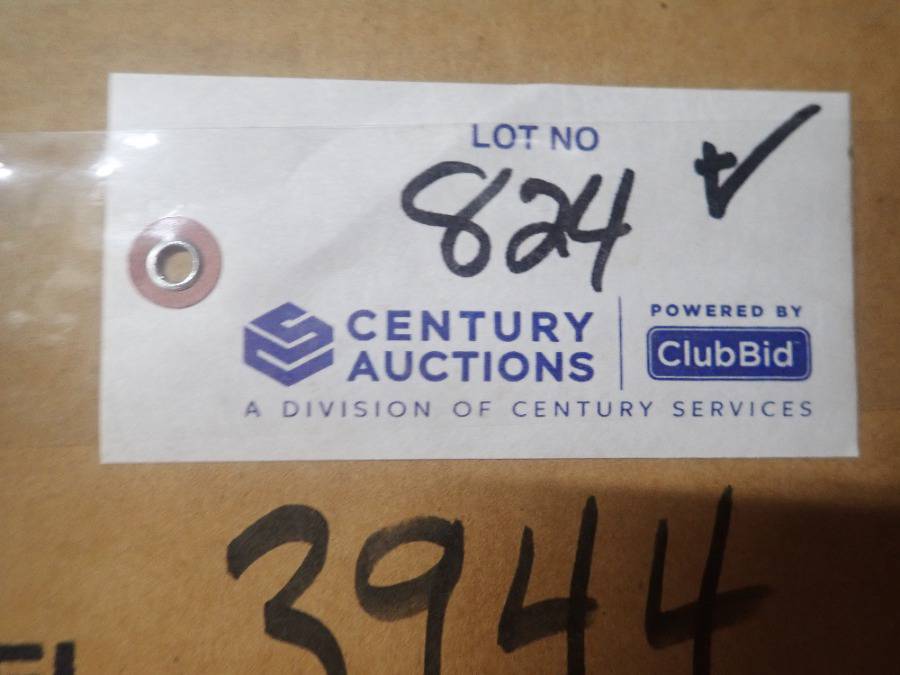 LOT NO
824 ✓
CENTURY
AUCTIONS
POWERED BY
ClubBid
A DIVISION OF CENTURY SERVICES
3944